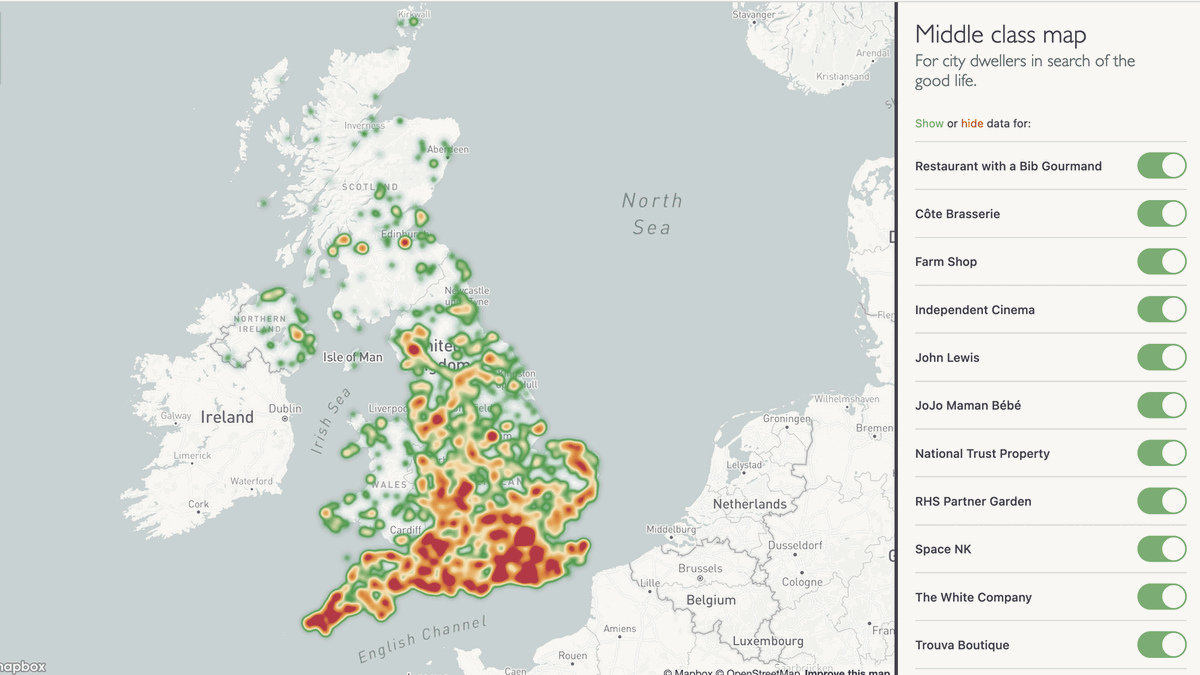 Middle class map
For city dwellers in search of the
good life.
Show or hide data for:
Restaurant with a Bib Gourmand
Côte Brasserie
Farm Shop
Independent Cinema
John Lewis
JoJo Maman Bébé
National Trust Property
RHS Partner Garden
Space NK
The White Company
Trouva Boutique
Kirkwall
Stavanger
Arendal
Kristiansand
Inverness
Aberdeen
SCOTLAND
North
Sea
Edinburgh
Newcastle
upon Tyne
NORTHERN
IRELAND
Isle of Man
Galway
Ireland
Dublin
Irish Sea
Limerick
Waterford
Cork
WALES
Cardiff
English Channel
Wilhelmshaven
Groningen
Bremen
Lelystad
Netherlands
Middelburg
Dusseldorf
Brussels
Cologne
Lille
Belgium
Amiens
Luxembourg
Rouen
Caen
Saarbrücken
mapbox
© Mapbox © OpenStreetMap Improve this map